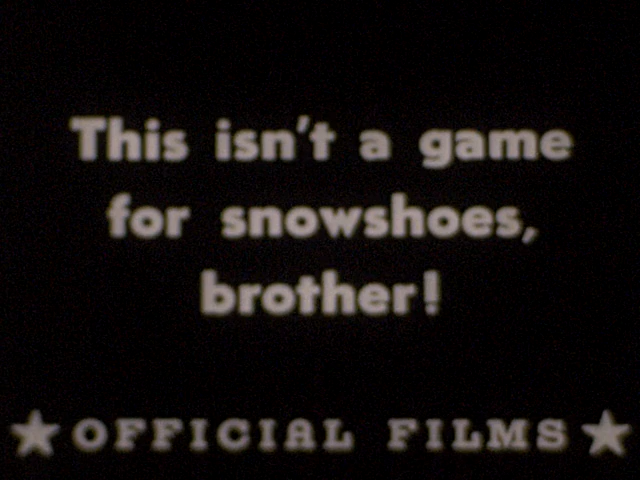 This isn't a game
for snowshoes,
brother!
★ OFFICIAL FILMS ★